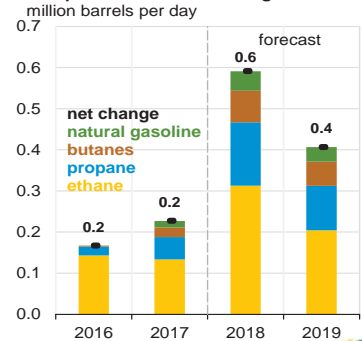 million barrels per day
0.7
forecast
0.6
0.6
0.5
net change
natural gasoline
butanes
propane
ethane
0.4
0.4
0.3
0.2
0.2
0.2
0.1
0.0
2016 2017 2018 2019